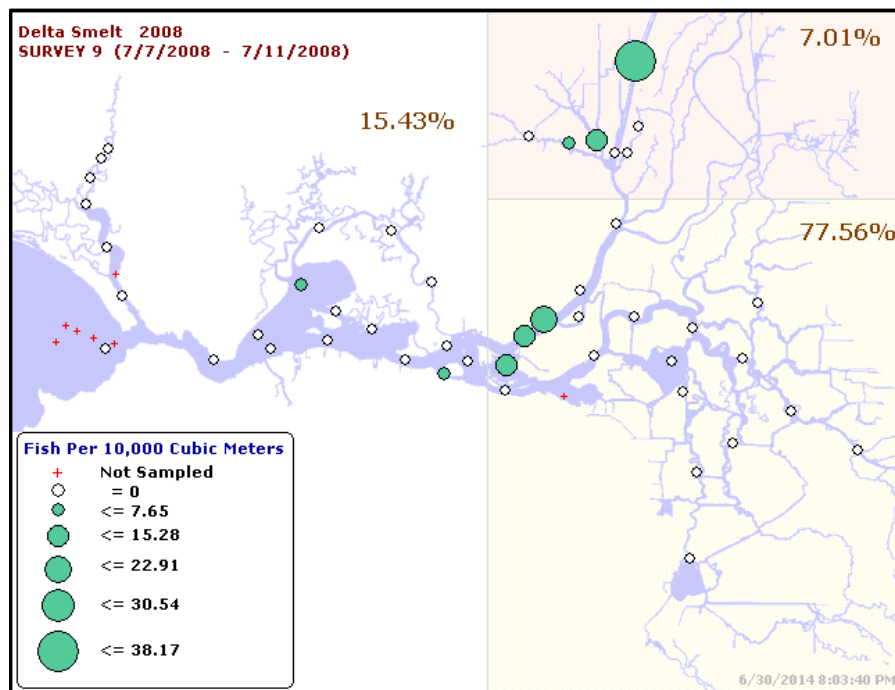 Delta Smelt 2008
SURVEY 9 (7/7/2008 - 7/11/2008)
7.01%
15.43%
77.56%
Fish Per 10,000 Cubic Meters
+ Not Sampled
= 0
<= 7.65
<= 15.28
<= 22.91
<= 30.54
<= 38.17
6/30/2014 8:03:40 PM